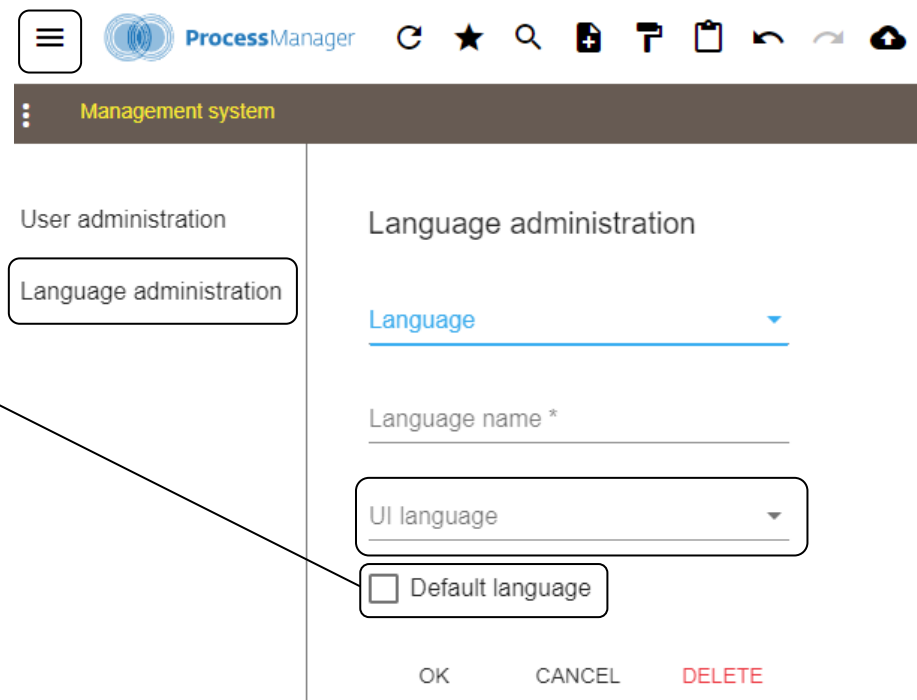 ProcessManager
Management system
User administration
Language administration
Language administration
Language
Language name *
UI language
Default language
OK CANCEL DELETE